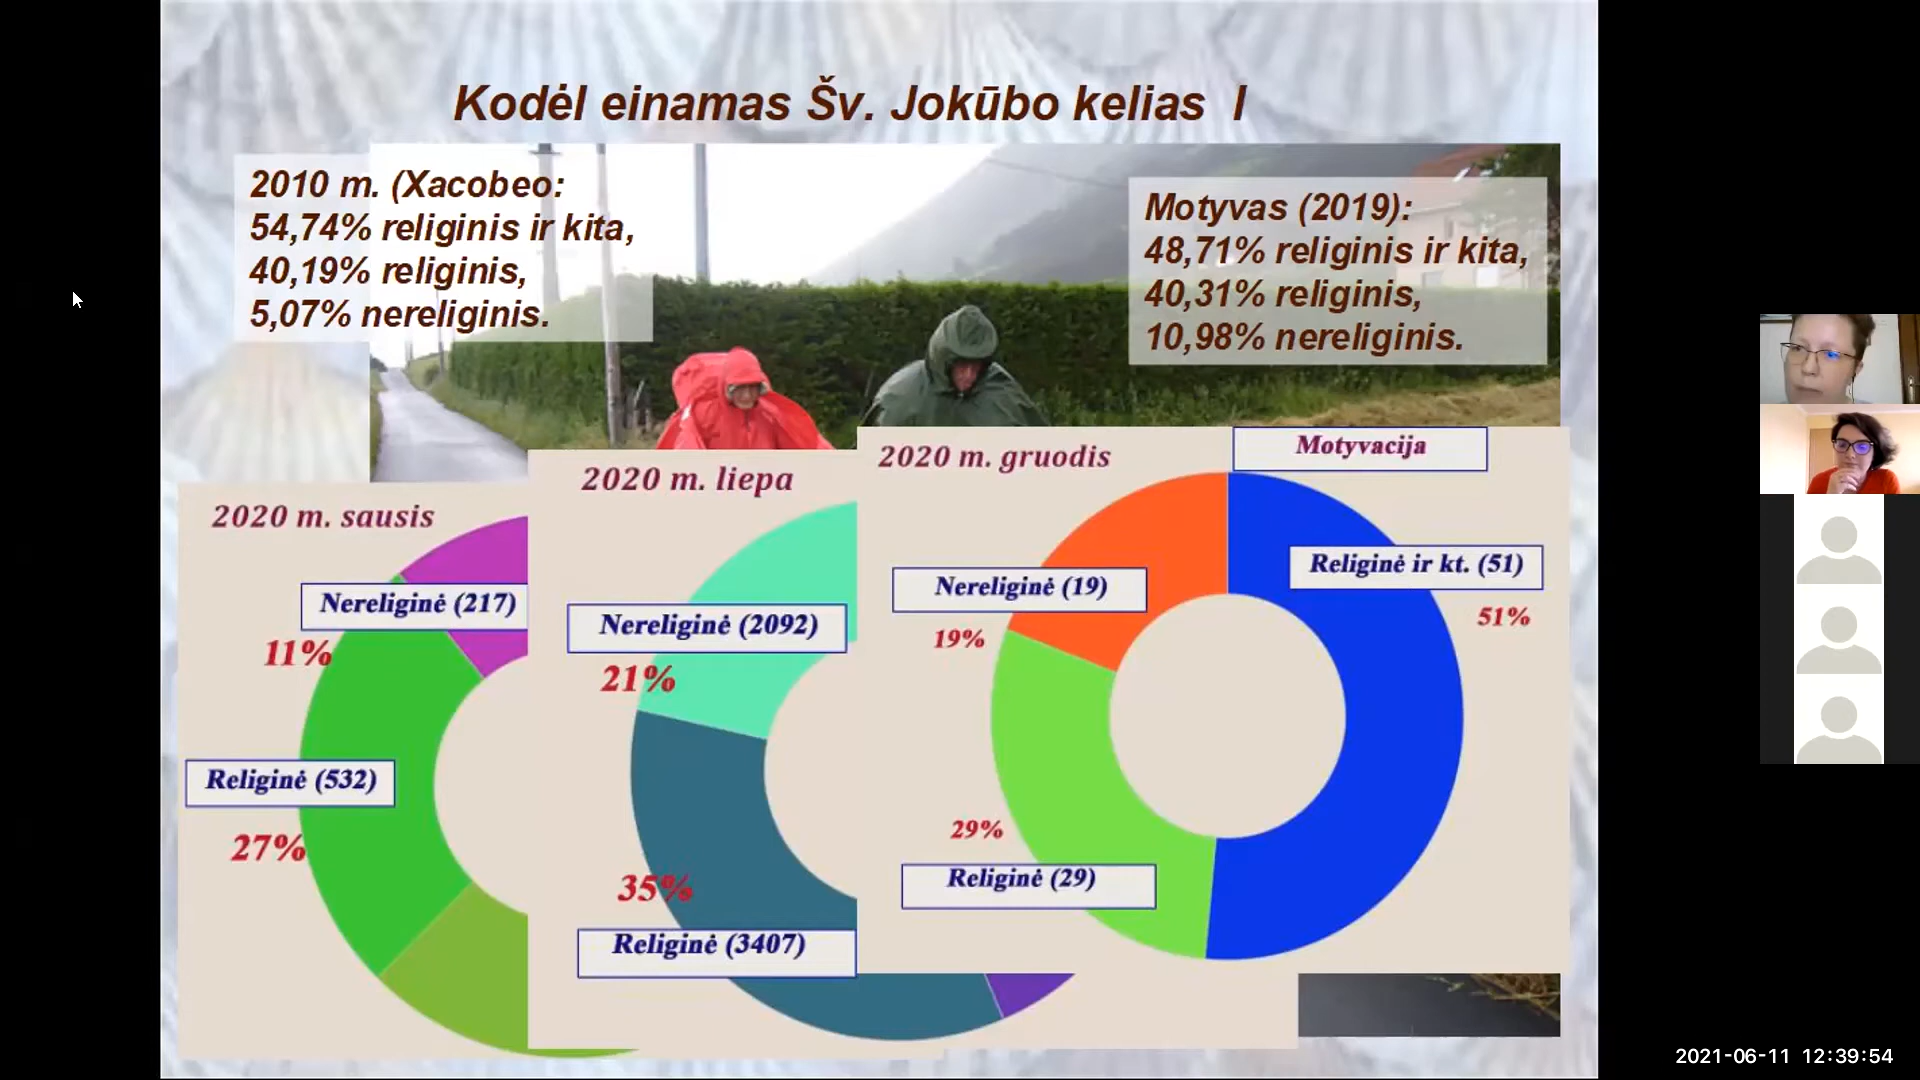 Kodėl einamas Šv. Jokūbo kelias I
2010 m. (Xacobeo:
54,74% religinis ir kita,
40,19% religinis,
5,07% nereliginis.
Motyvas (2019):
48,71% religinis ir kita,
40,31% religinis,
10,98% nereliginis.
2020 m. sausis
Nereliginė (217)
11%
Religinė (532)
27%
2020 m. liepa
Nereliginė (2092)
21%
35%
Religinė (3407)
2020 m. gruodis
Motyvacija
Religinė ir kt. (51)
51%
Nereliginė (19)
19%
29%
Religinė (29)
2021-06-11 12:39:54